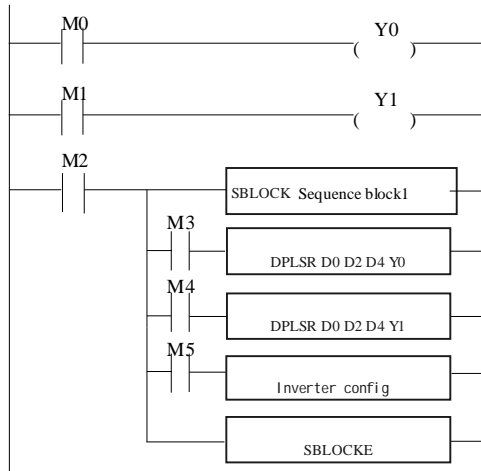 M0 Y0
( )
M1 Y1
( )
M2
SBLOCK Sequence block1
M3
DPLSR D0 D2 D4 Y0
M4
DPLSR D0 D2 D4 Y1
M5
Inverter config
SBLOCKE